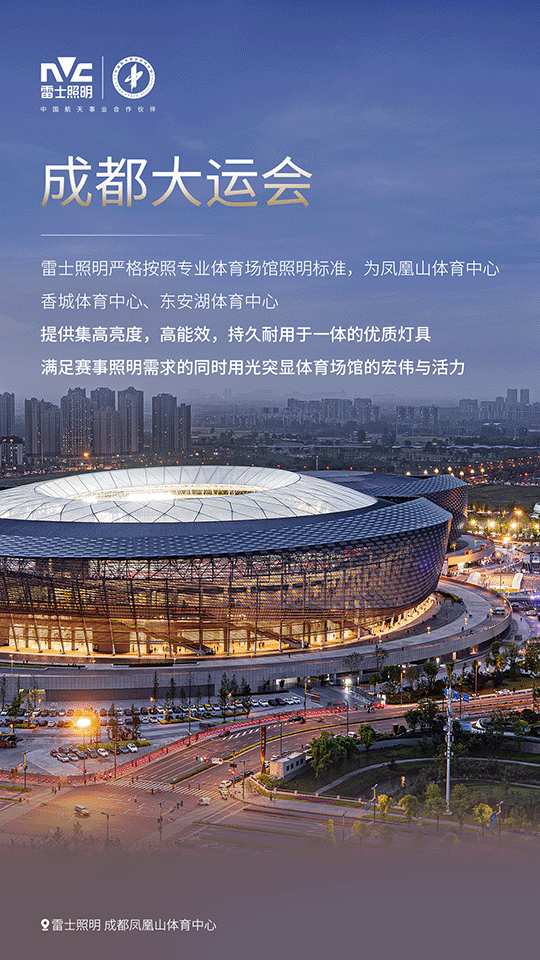 NVC
雷士照明
中国航天事业合作伙伴
成都大运会
雷士照明严格按照专业体育场馆照明标准，为凤凰山体育中心
香城体育中心、东安湖体育中心
提供集高亮度，高能效，持久耐用于一体的优质灯具
满足赛事照明需求的同时用光突显体育场馆的宏伟与活力
雷士照明 成都凤凰山体育中心